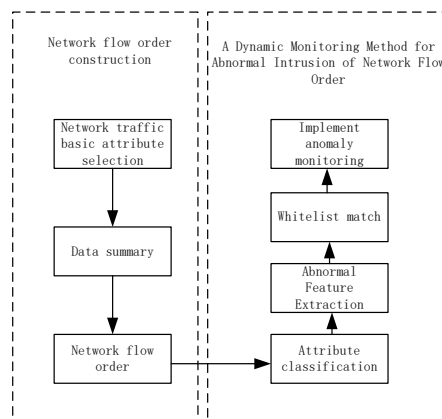 Network flow order
construction
Network traffic
basic attribute
selection
Data summary
Network flow
order
A Dynamic Monitoring Method for
Abnormal Intrusion of Network Flow
Order
Implement
anomaly
monitoring
Whitelist match
Abnormal
Feature
Extraction
Attribute
classification